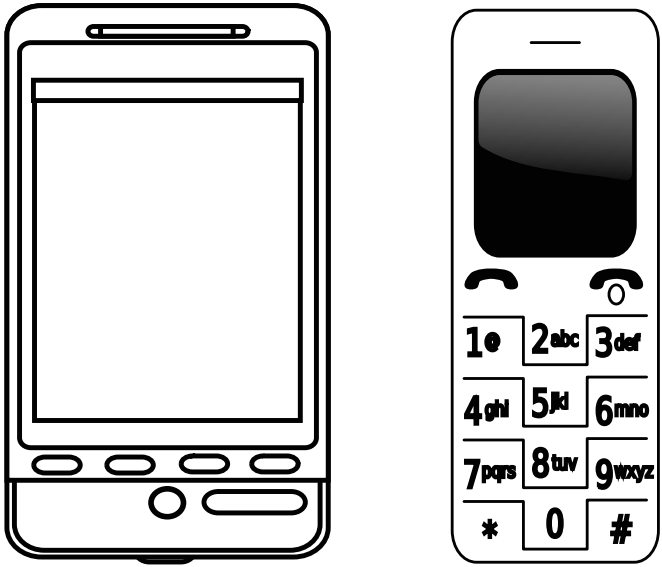 1@ 2abc 3def
4ghi 5jkl 6mno
7pqrs 8tuv 9wxyz
* 0 #